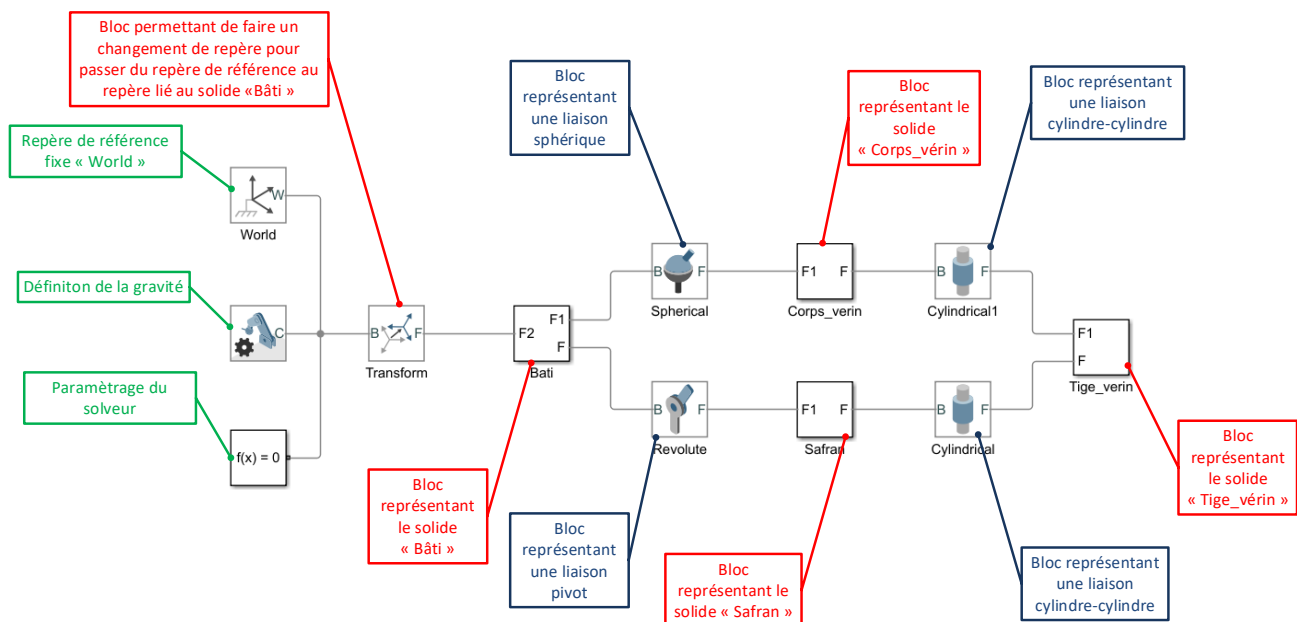 Bloc permettant de faire un
changement de repère pour
passer du repère de référence au
repère lié au solide «Bâti »
Repère de référence
fixe « World »
Définiton de la gravité
Paramètrage du
solveur
Bloc
représentant
une liaison
sphérique
Bloc
représentant le
solide
« Corps_vérin »
Bloc représentant
une liaison
cylindre-cylindre
W
World
C
f(x) = 0
B
F
Transform
F2
F1
F
Bati
B
F
Spherical
F1
F
Corps_verin
B
F
Cylindrical1
B
F
Revolute
F1
F
Safran
B
F
Cylindrical
F1
F
Tige_verin
Bloc
représentant
le solide
« Bâti »
Bloc
représentant
une liaison
pivot
Bloc
représentant le
solide « Safran »
Bloc représentant
une liaison
cylindre-cylindre
Bloc
représentant
le solide
« Tige_vérin »